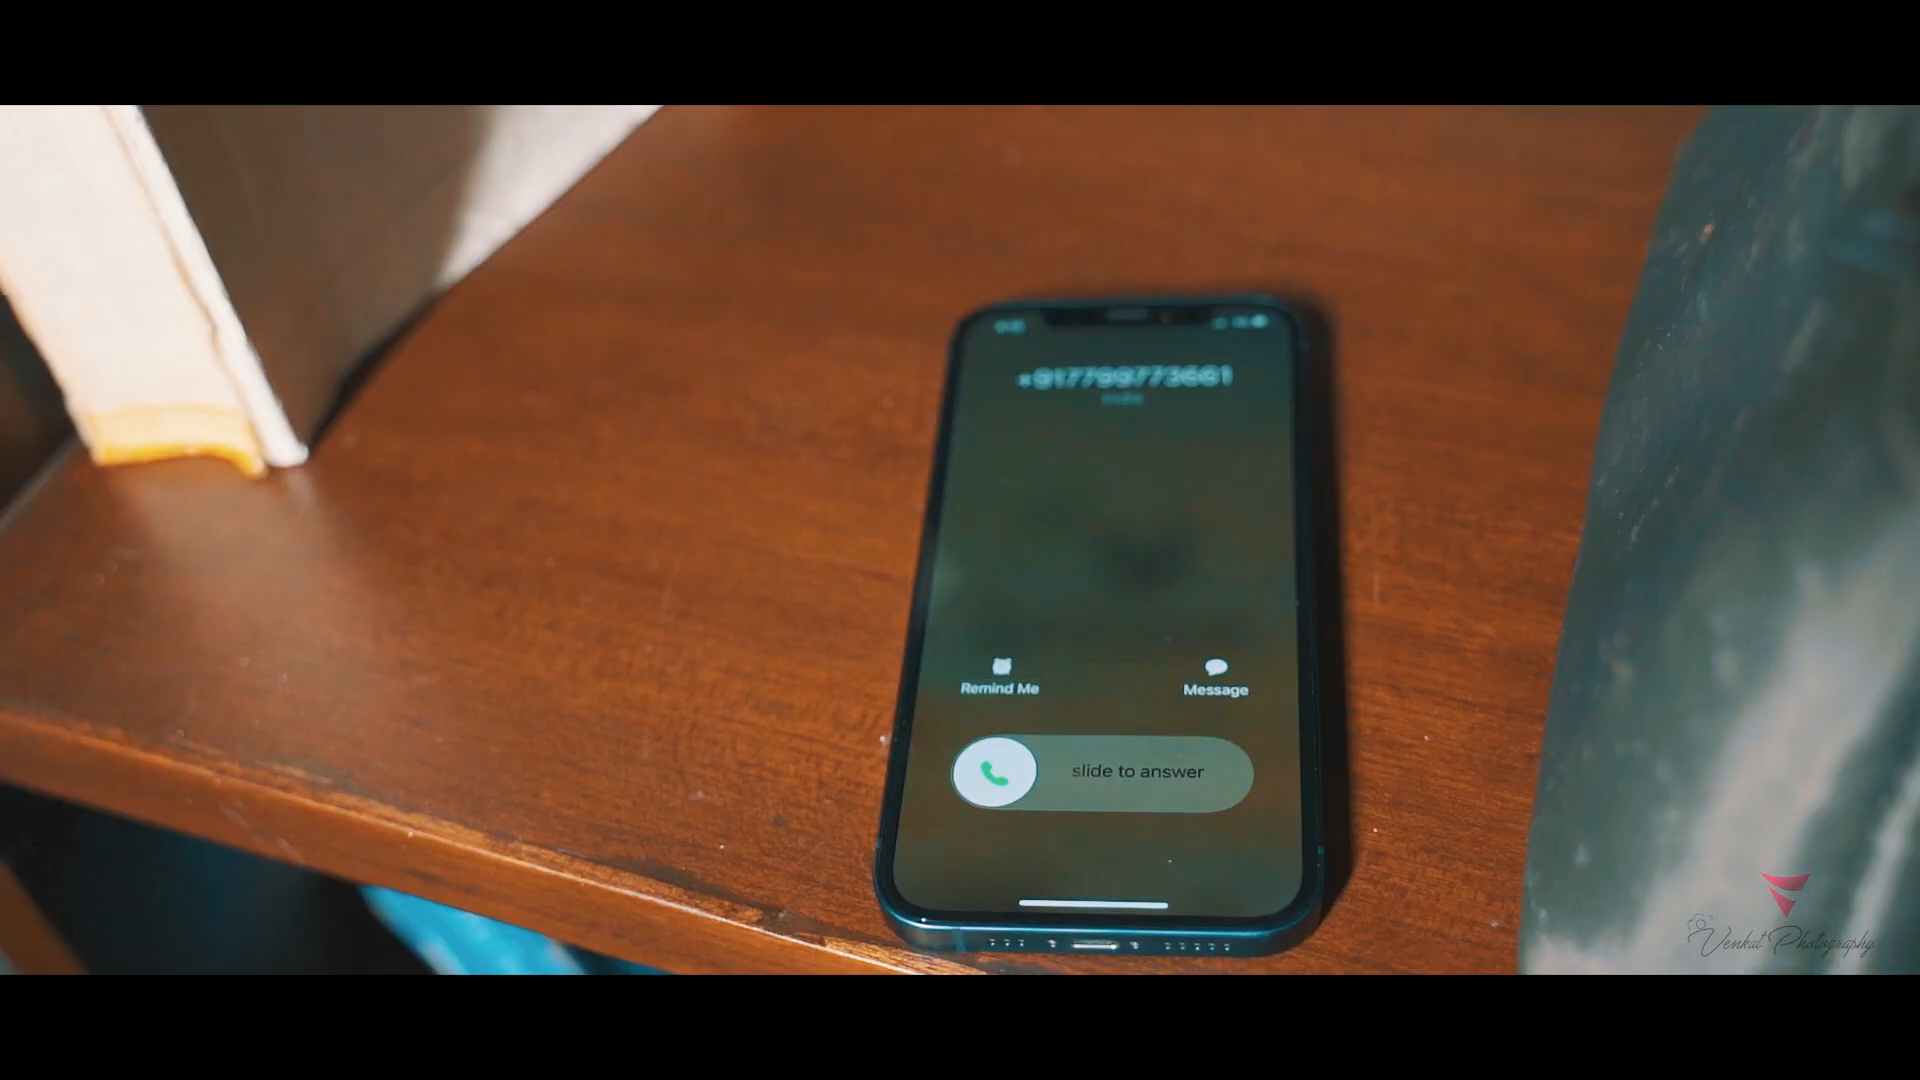 +917799773661
Remind Me
Message
slide to answer
Venkat Photography